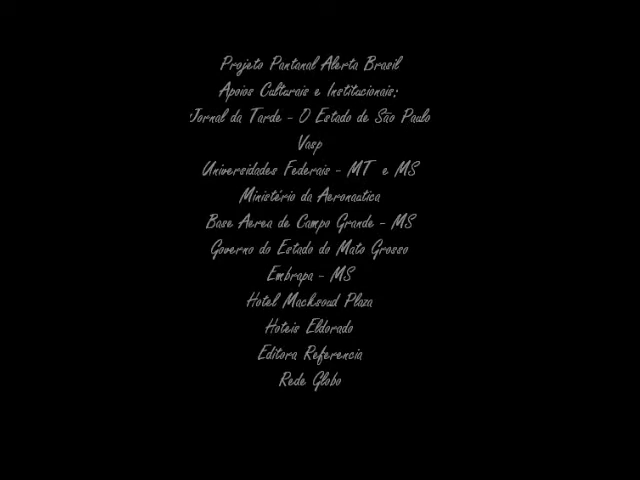 Projeto Pantanal Alerta Brasil
Apoios Culturais e Institucionais:
Jornal da Tarde - O Estado de São Paulo
Vasp
Universidades Federais - MT e MS
Ministério da Aeronautica
Base Aerea de Campo Grande - MS
Governo do Estado do Mato Grosso
Embrapa - MS
Hotel Macksoud Plaza
Hoteis Eldorado
Editora Referencia
Rede Globo